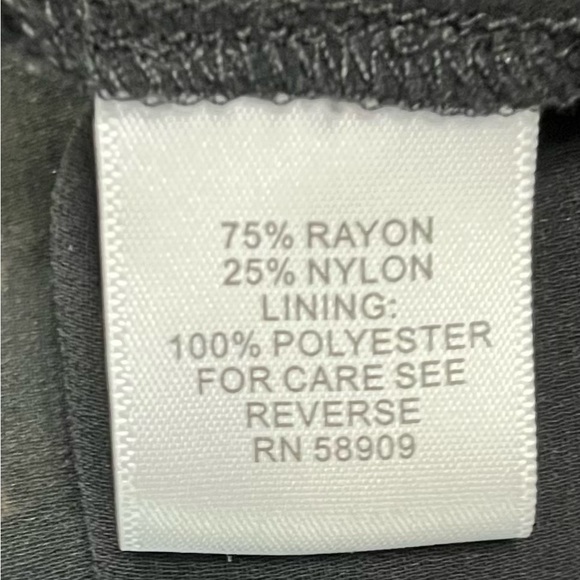 75% RAYON
25% NYLON
LINING:
100% POLYESTER
FOR CARE SEE
REVERSE
RN 58909